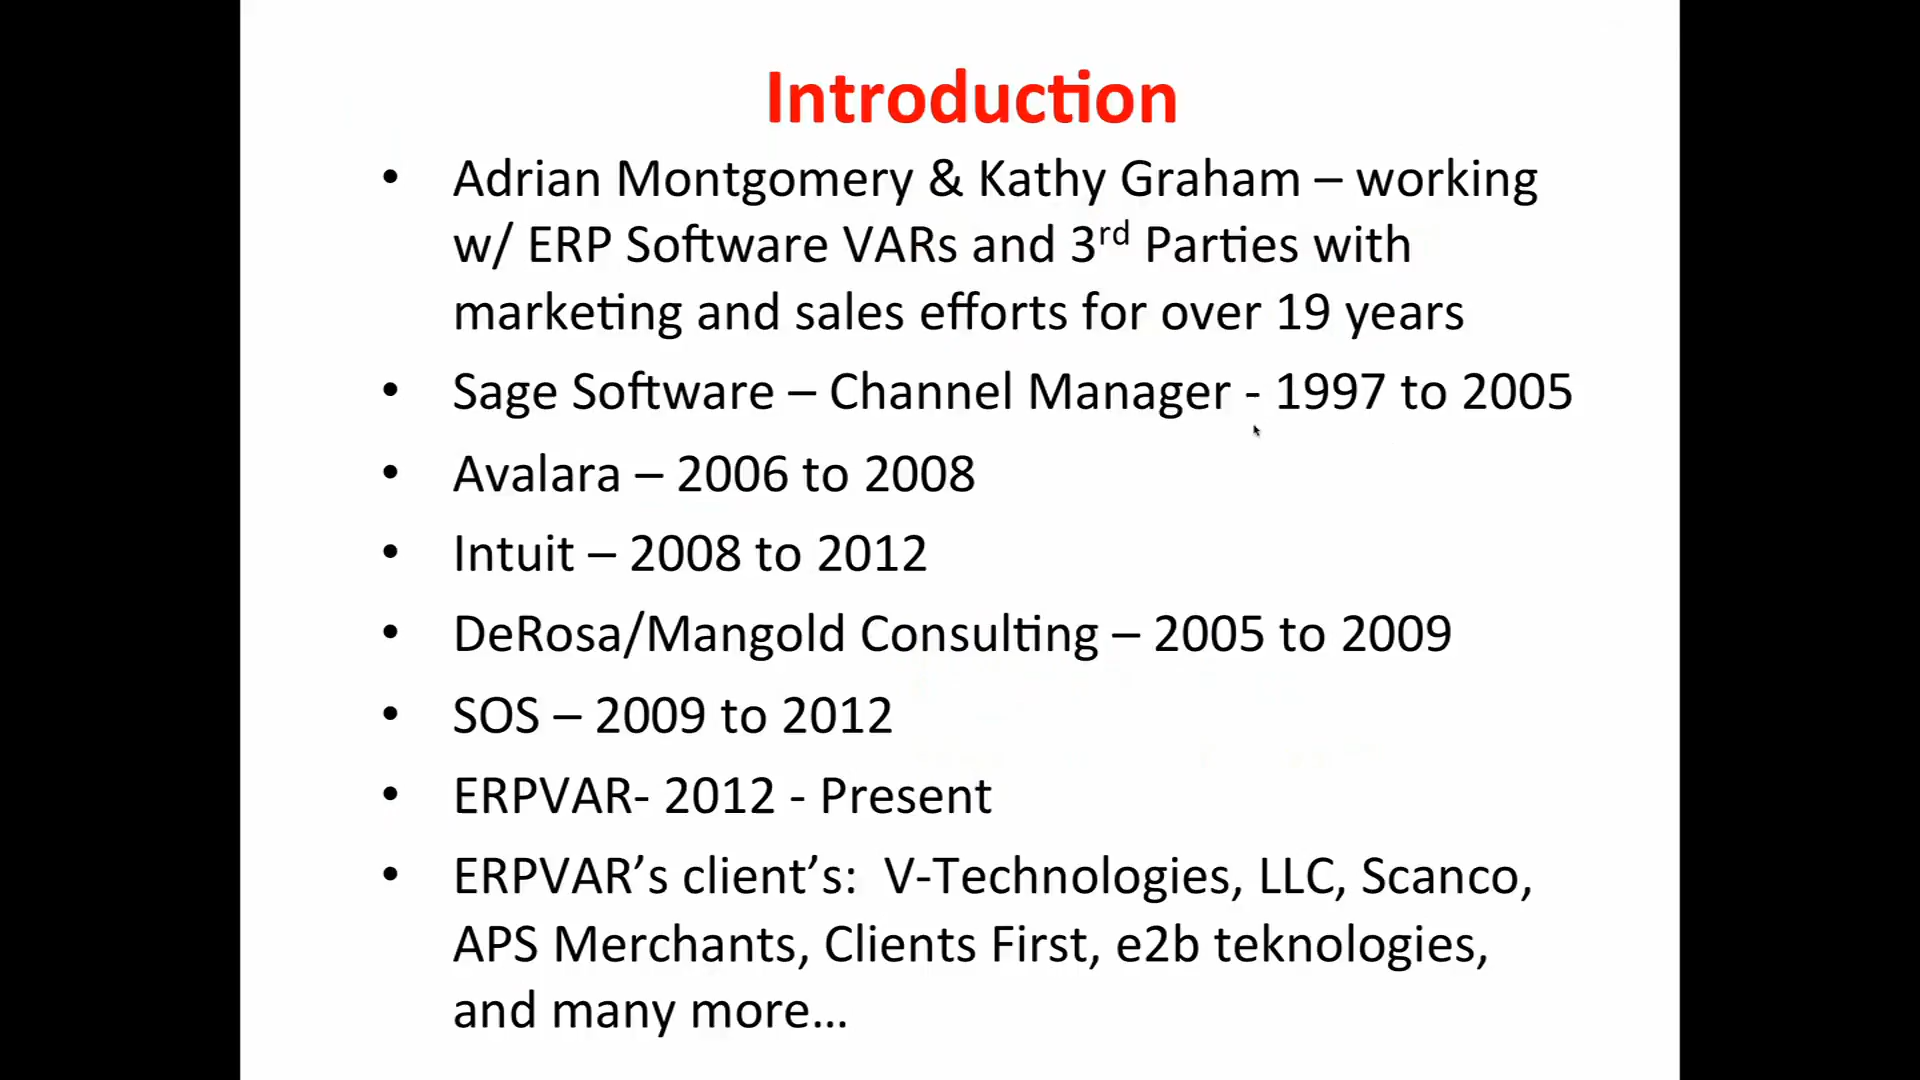 Introduction
• Adrian Montgomery & Kathy Graham – working
w/ ERP Software VARs and 3rd Parties with
marketing and sales efforts for over 19 years
• Sage Software – Channel Manager - 1997 to 2005
• Avalara – 2006 to 2008
• Intuit – 2008 to 2012
• DeRosa/Mangold Consulting – 2005 to 2009
• SOS – 2009 to 2012
• ERPVAR- 2012 - Present
• ERPVAR’s client’s:  V-Technologies, LLC, Scanco,
APS Merchants, Clients First, e2b teknologies,
and many more…